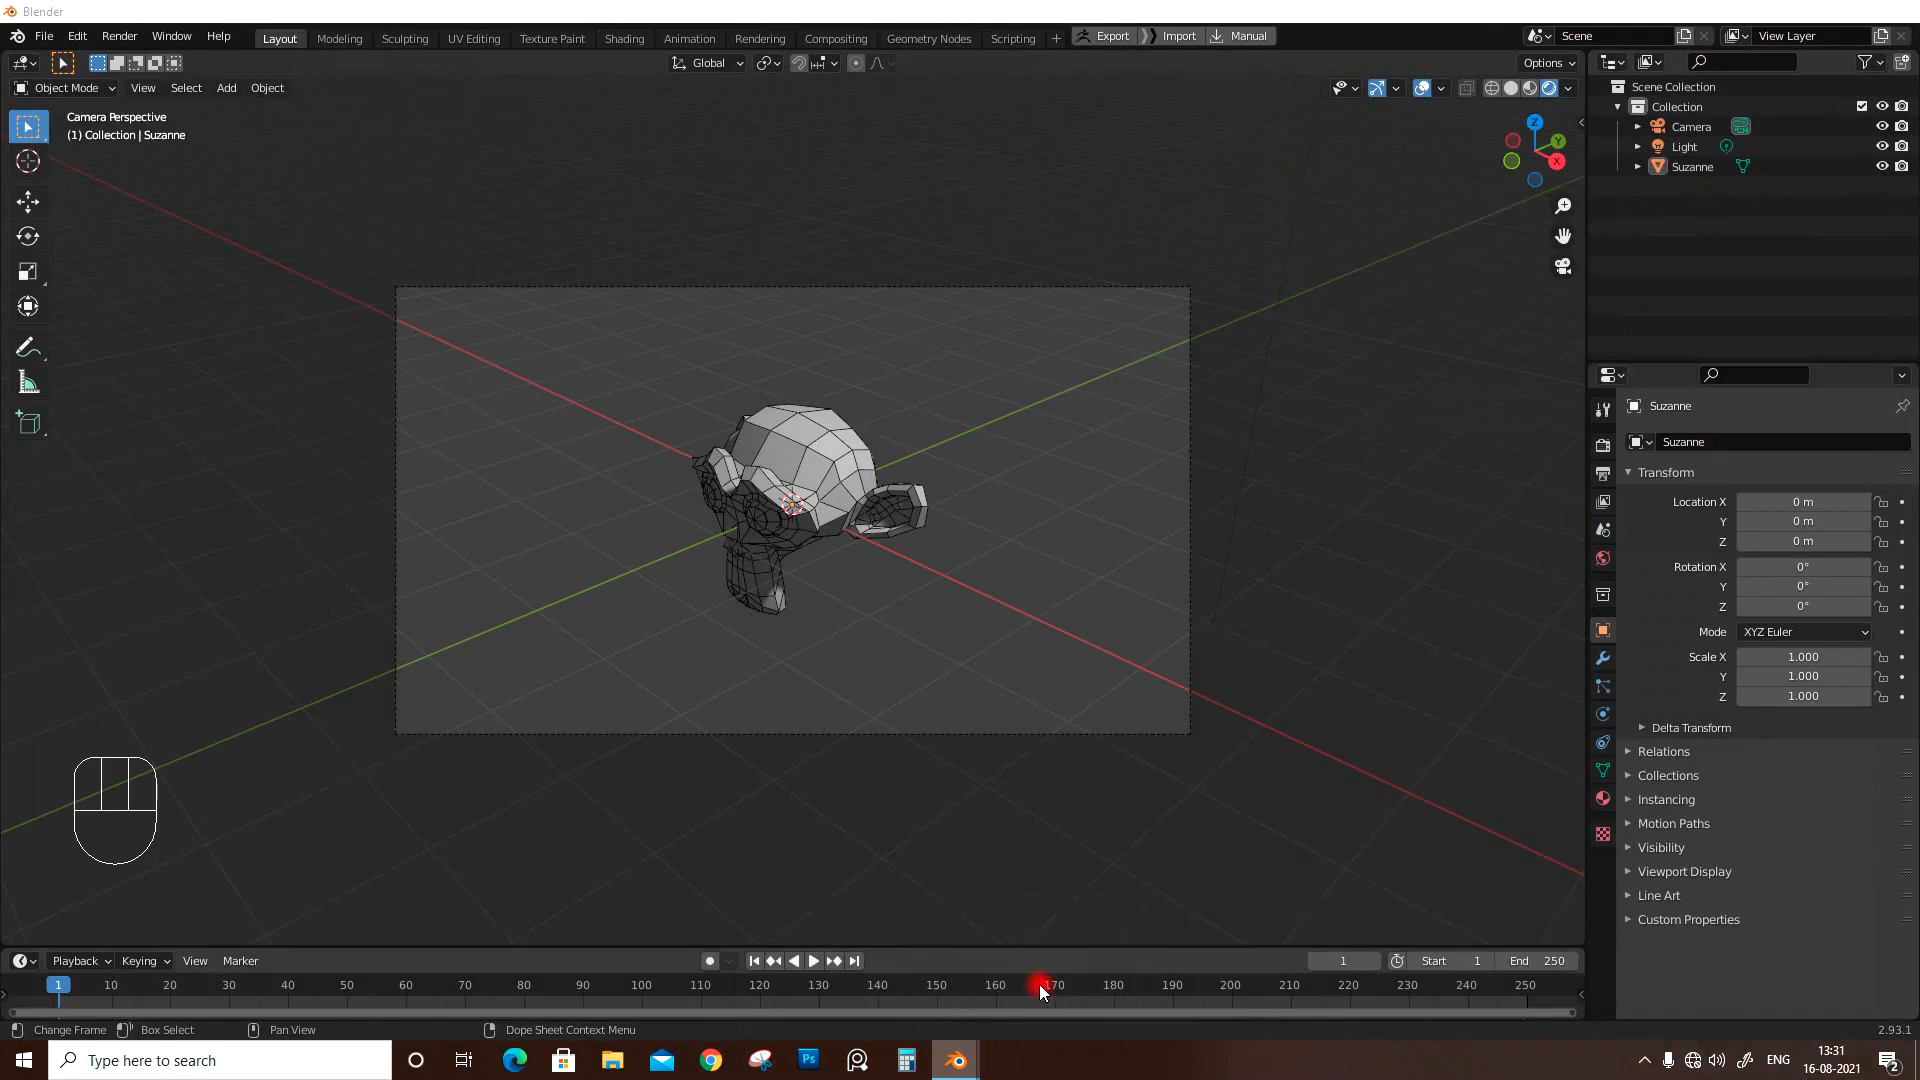 Blender
File Edit Render Window Help Layout Modeling Sculpting UV Editing Texture Paint Shading Animation Rendering Compositing Geometry Nodes Scripting + Export Import Manual Scene View Layer
Global Options
Object Mode View Select Add Object
Camera Perspective
(1) Collection | Suzanne
Z
Y
X
Scene Collection
Collection
Camera
Light
Suzanne
Suzanne
Suzanne
Transform
Location X 0 m
Y 0 m
Z 0 m
Rotation X 0°
Y 0°
Z 0°
Mode XYZ Euler
Scale X 1.000
Y 1.000
Z 1.000
Delta Transform
Relations
Collections
Instancing
Motion Paths
Visibility
Viewport Display
Line Art
Custom Properties
Playback Keying View Marker 1 Start 1 End 250
1 10 20 30 40 50 60 70 80 90 100 110 120 130 140 150 160 170 180 190 200 210 220 230 240 250
Change Frame Box Select Pan View Dope Sheet Context Menu 2.93.1
Type here to search Ps ENG
13:31
16-08-2021
2